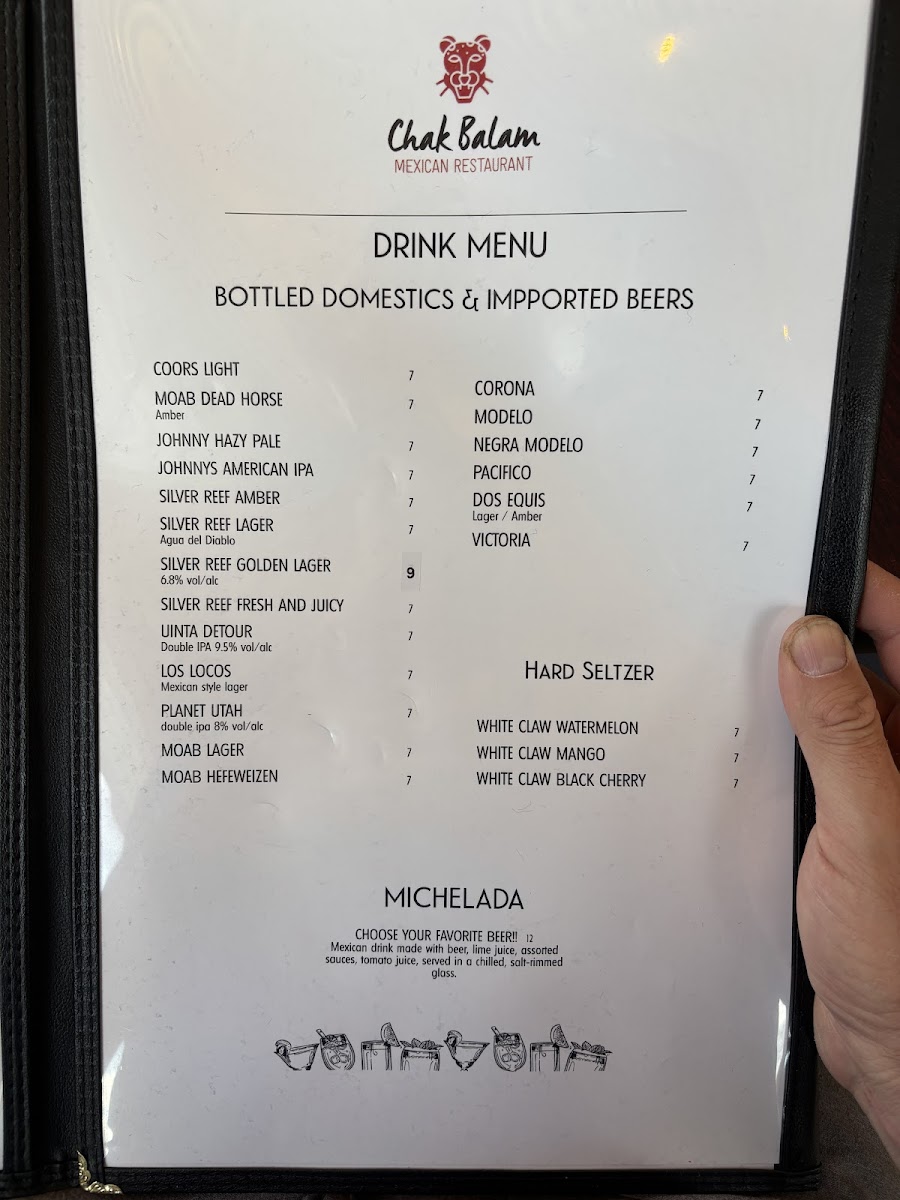 Chak Balam
MEXICAN RESTAURANT
DRINK MENU
BOTTLED DOMESTICS & IMPPORTED BEERS
COORS LIGHT 7
MOAB DEAD HORSE 7
Amber
JOHNNY HAZY PALE 7
JOHNNYS AMERICAN IPA 7
SILVER REEF AMBER 7
SILVER REEF LAGER 7
Agua del Diablo
SILVER REEF GOLDEN LAGER 9
6.8% vol/alc
SILVER REEF FRESH AND JUICY 7
UINTA DETOUR 7
Double IPA 9.5% vol/alc
LOS LOCOS 7
Mexican style lager
PLANET UTAH 7
double ipa 8% vol/alc
MOAB LAGER 7
MOAB HEFEWEIZEN 7
CORONA 7
MODELO 7
NEGRA MODELO 7
PACIFICO 7
DOS EQUIS 7
Lager / Amber
VICTORIA 7
HARD SELTZER
WHITE CLAW WATERMELON 7
WHITE CLAW MANGO 7
WHITE CLAW BLACK CHERRY 7
MICHELADA
CHOOSE YOUR FAVORITE BEER!! 12
Mexican drink made with beer, lime juice, assorted
sauces, tomato juice, served in a chilled, salt-rimmed
glass.